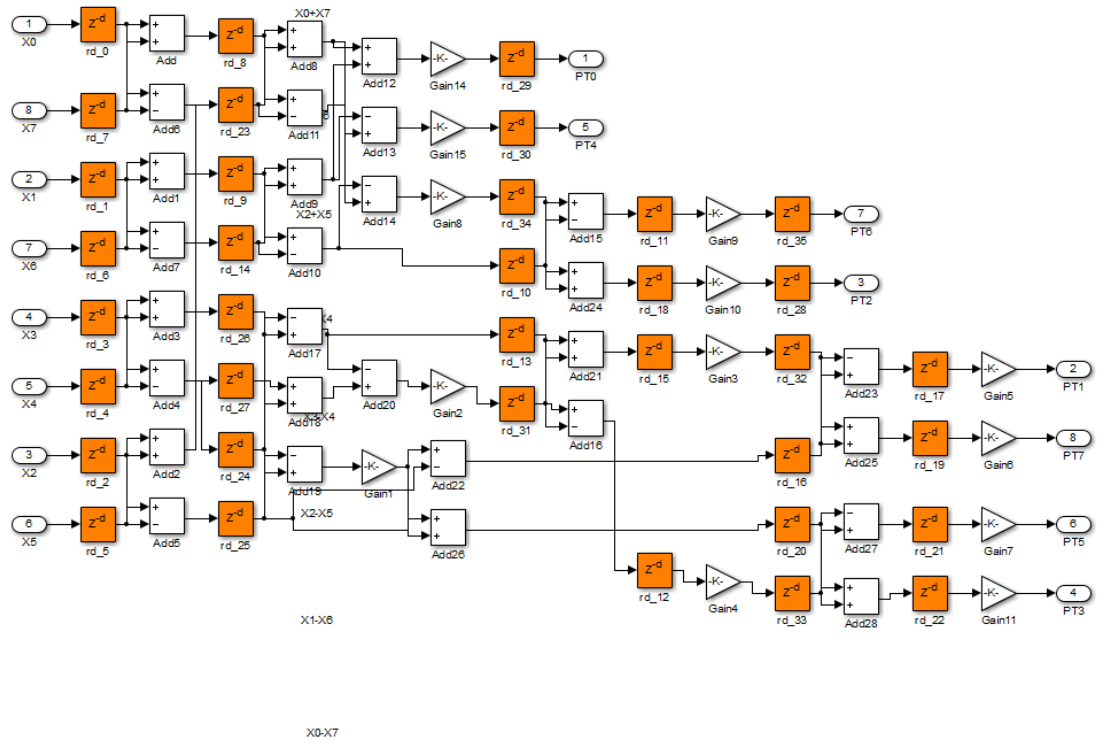 X0+X7
1 Z-d + + Z-d + + + + -K- Z-d 1
X0 rd_0 Add rd_8 Add8 Add12 Gain14 rd_29 PT0
8 Z-d + - Z-d + - - + -K- Z-d 5
X7 rd_7 Add6 rd_23 Add11 6 Add13 Gain15 rd_30 PT4
2 Z-d + + Z-d + + - + -K- Z-d + - Z-d -K- Z-d 7
X1 rd_1 Add1 rd_9 Add9 Add14 Gain8 rd_34 Add15 rd_11 Gain9 rd_35 PT6
X2+X5
7 Z-d + - Z-d + - Z-d + + Z-d -K- Z-d 3
X6 rd_6 Add7 rd_14 Add10 rd_10 Add24 rd_18 Gain10 rd_28 PT2
4 Z-d + + Z-d - + X4 Z-d + + Z-d -K- Z-d - + Z-d -K- 2
X3 rd_3 Add3 rd_26 Add17 rd_13 Add21 rd_15 Gain3 rd_32 Add23 rd_17 Gain5 PT1
5 Z-d + - Z-d + + - + -K- Z-d + -
X4 rd_4 Add4 rd_27 Add18 Add20 Gain2 rd_31 Add16
X3-X4
3 Z-d + + Z-d - + -K- + - Z-d + + Z-d -K- 8
X2 rd_2 Add2 rd_24 Add19 Gain1 Add22 rd_16 Add25 rd_19 Gain6 PT7
6 Z-d + - Z-d X2-X5 + + Z-d - + Z-d -K- 6
X5 rd_5 Add5 rd_25 Add26 rd_20 Add27 rd_21 Gain7 PT5
Z-d -K- Z-d + + Z-d -K- 4
rd_12 Gain4 rd_33 Add28 rd_22 Gain11 PT3
X1-X6
X0-X7